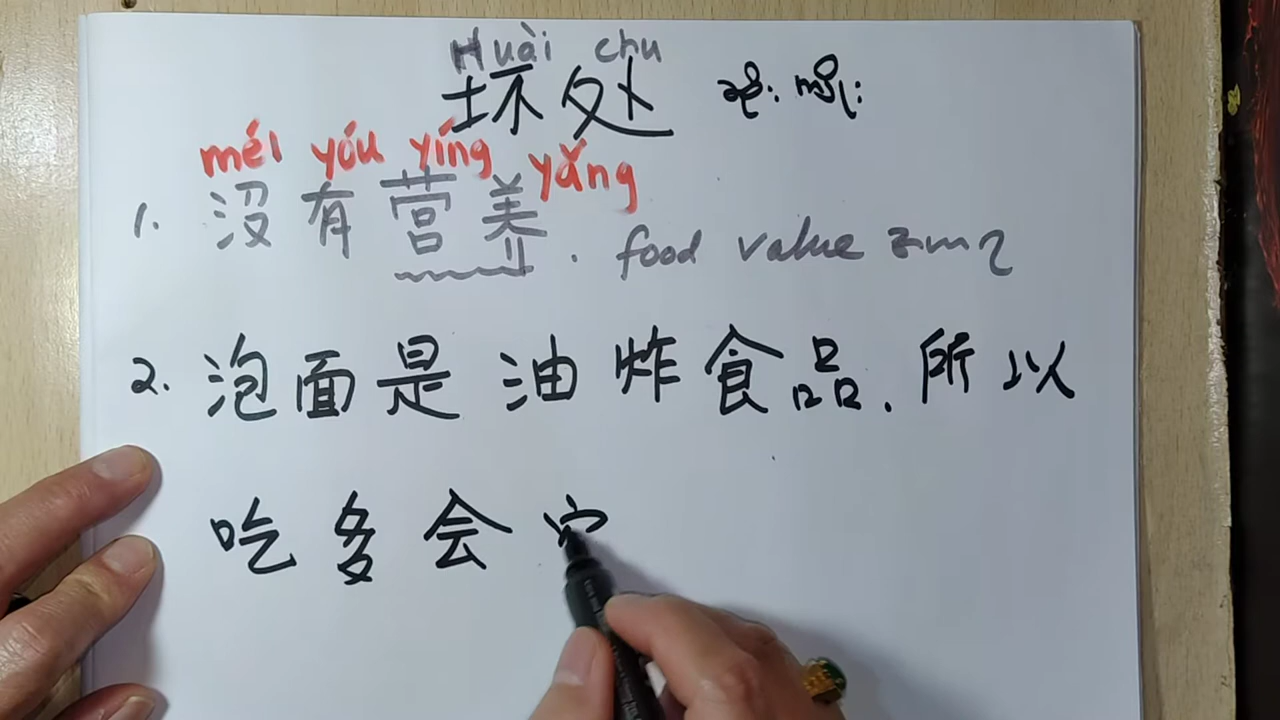 Huài chu
坏处
méi yóu yíng yǎng
1. 没有营养. food value
2. 泡面是油炸食品. 所以
吃多会